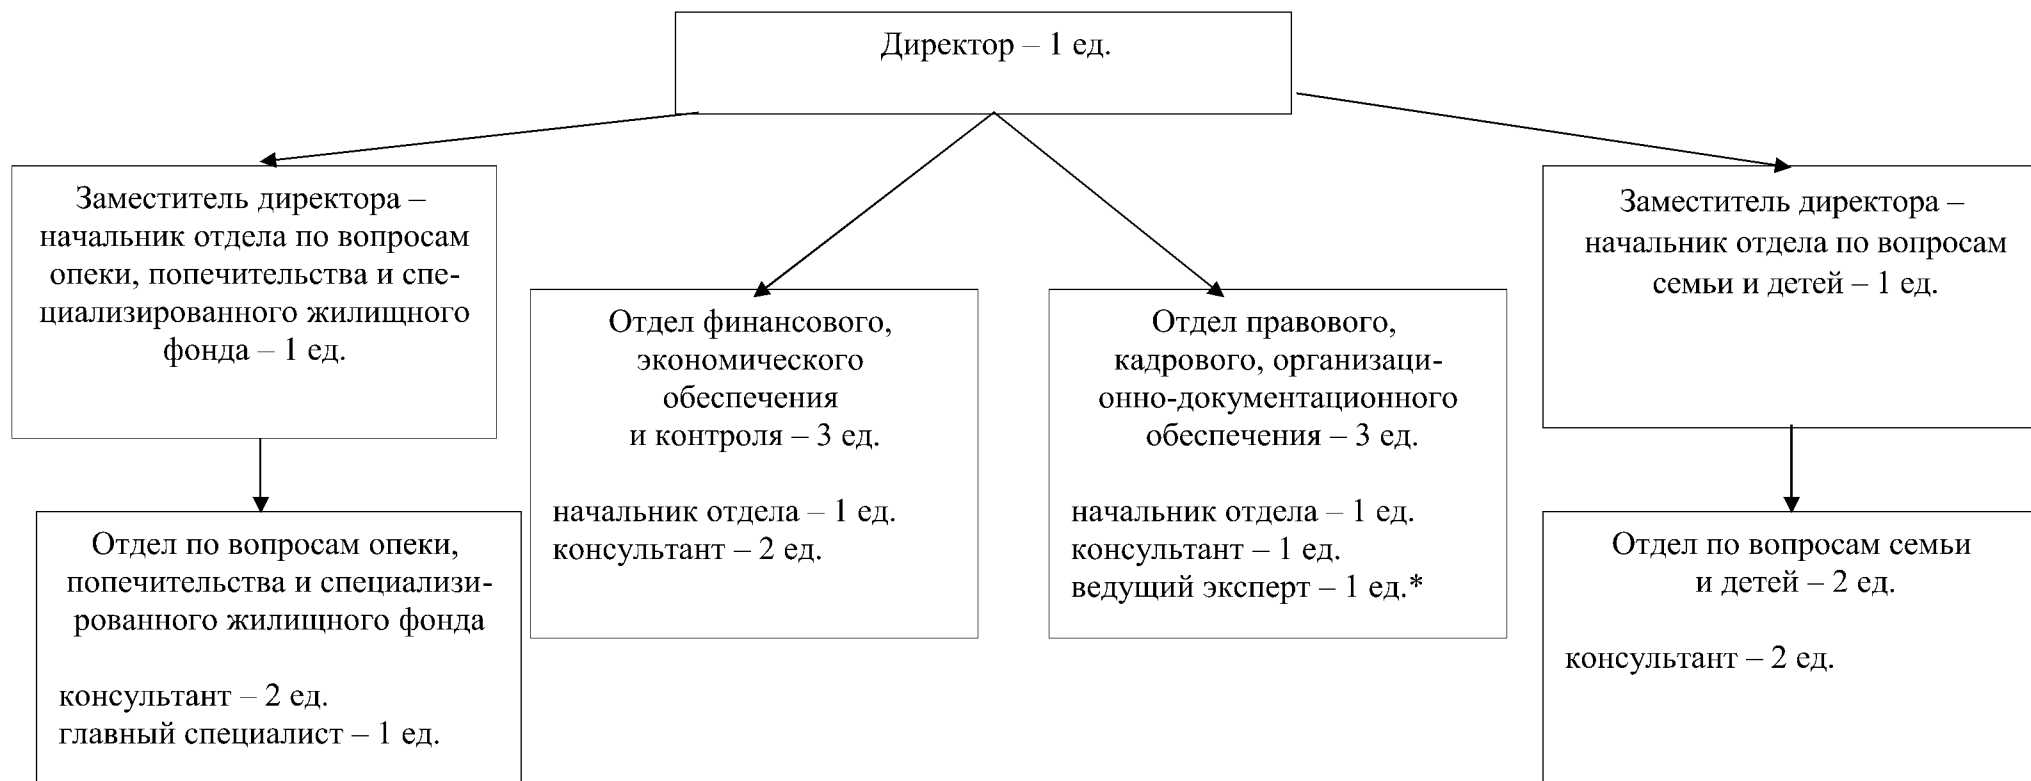 Директор – 1 ед.
Заместитель директора –
начальник отдела по вопросам
опеки, попечительства и спе-
циализированного жилищного
фонда – 1 ед.
Отдел по вопросам опеки,
попечительства и специализи-
рованного жилищного фонда
консультант – 2 ед.
главный специалист – 1 ед.
Отдел финансового,
экономического
обеспечения
и контроля – 3 ед.
начальник отдела – 1 ед.
консультант – 2 ед.
Отдел правового,
кадрового, организаци-
онно-документационного
обеспечения – 3 ед.
начальник отдела – 1 ед.
консультант – 1 ед.
ведущий эксперт – 1 ед.*
Заместитель директора –
начальник отдела по вопросам
семьи и детей – 1 ед.
Отдел по вопросам семьи
и детей – 2 ед.
консультант – 2 ед.